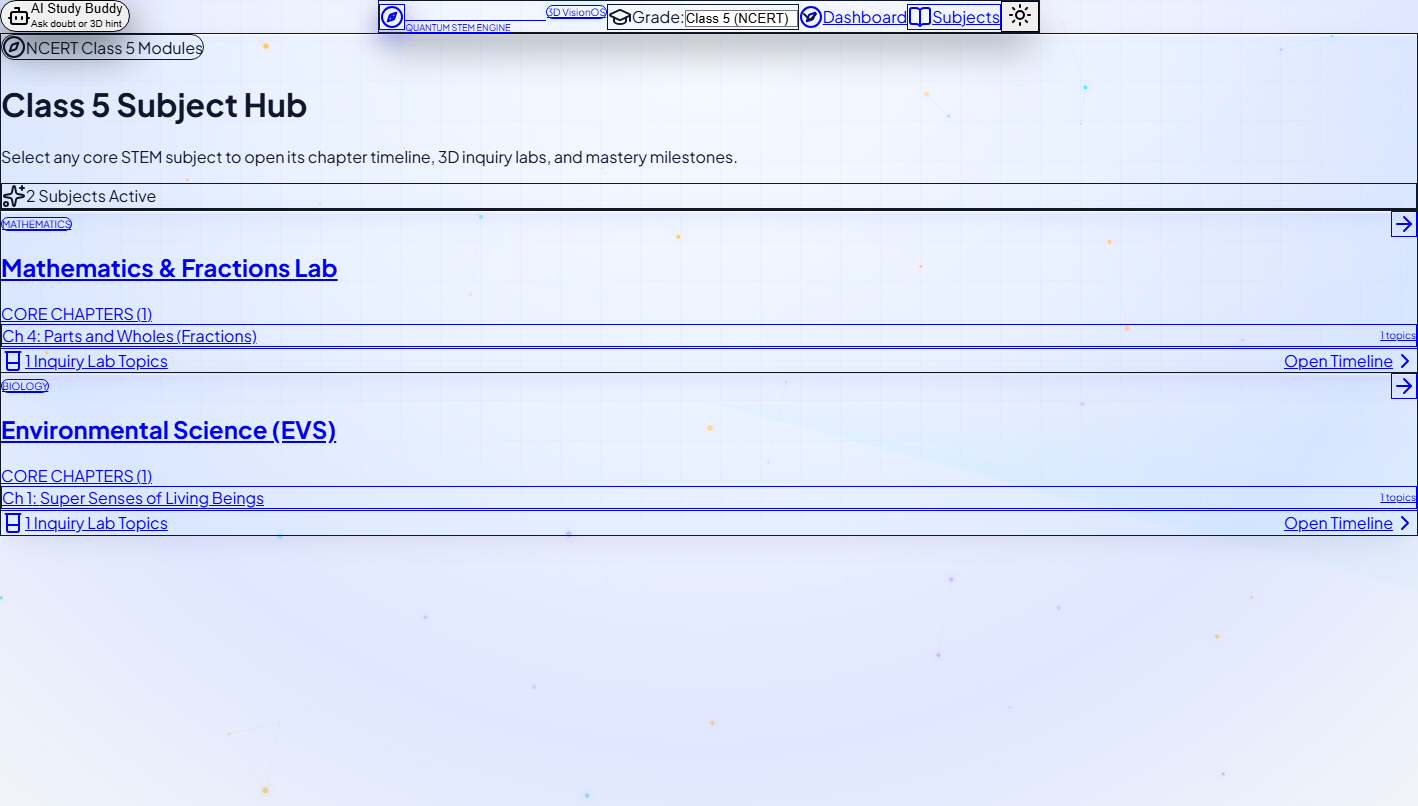 AI Study Buddy
Ask doubt or 3D hint
3D VisionOS
QUANTUM STEM ENGINE
Grade: Class 5 (NCERT)
Dashboard
Subjects
NCERT Class 5 Modules
Class 5 Subject Hub
Select any core STEM subject to open its chapter timeline, 3D inquiry labs, and mastery milestones.
2 Subjects Active
MATHEMATICS
Mathematics & Fractions Lab
CORE CHAPTERS (1)
Ch 4: Parts and Wholes (Fractions) 1 topics
1 Inquiry Lab Topics Open Timeline
BIOLOGY
Environmental Science (EVS)
CORE CHAPTERS (1)
Ch 1: Super Senses of Living Beings 1 topics
1 Inquiry Lab Topics Open Timeline